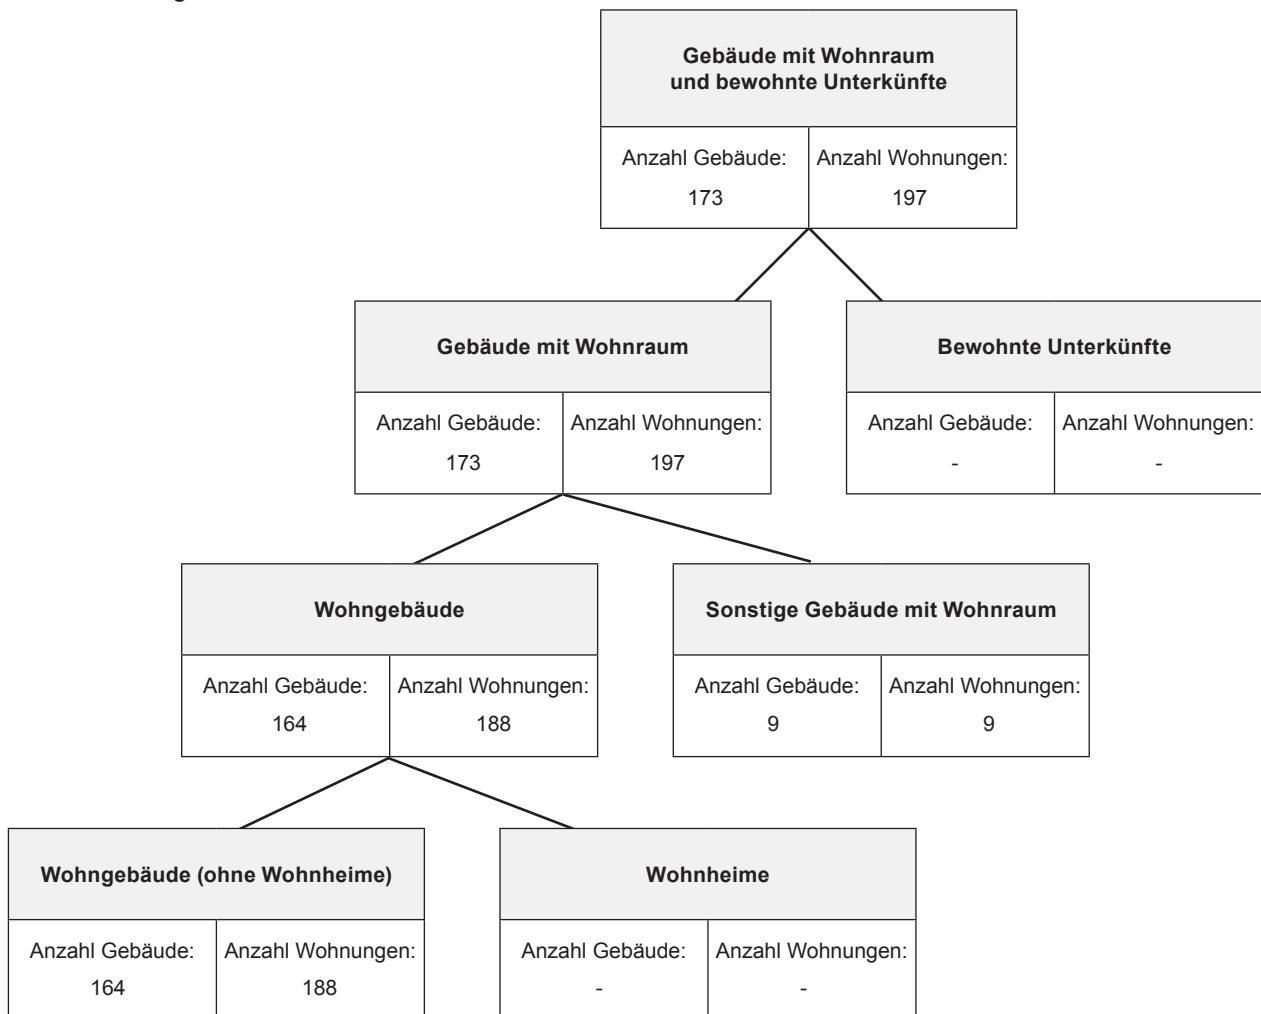 Gebäude mit Wohnraum
und bewohnte Unterkünfte
Anzahl Gebäude: Anzahl Wohnungen:
173 197
Gebäude mit Wohnraum
Bewohnte Unterkünfte
Anzahl Gebäude: Anzahl Wohnungen:
173 197
Anzahl Gebäude: Anzahl Wohnungen:
- -
Wohngebäude
Sonstige Gebäude mit Wohnraum
Anzahl Gebäude: Anzahl Wohnungen:
164 188
Anzahl Gebäude: Anzahl Wohnungen:
9 9
Wohngebäude (ohne Wohnheime)
Wohnheime
Anzahl Gebäude: Anzahl Wohnungen:
164 188
Anzahl Gebäude: Anzahl Wohnungen:
- -